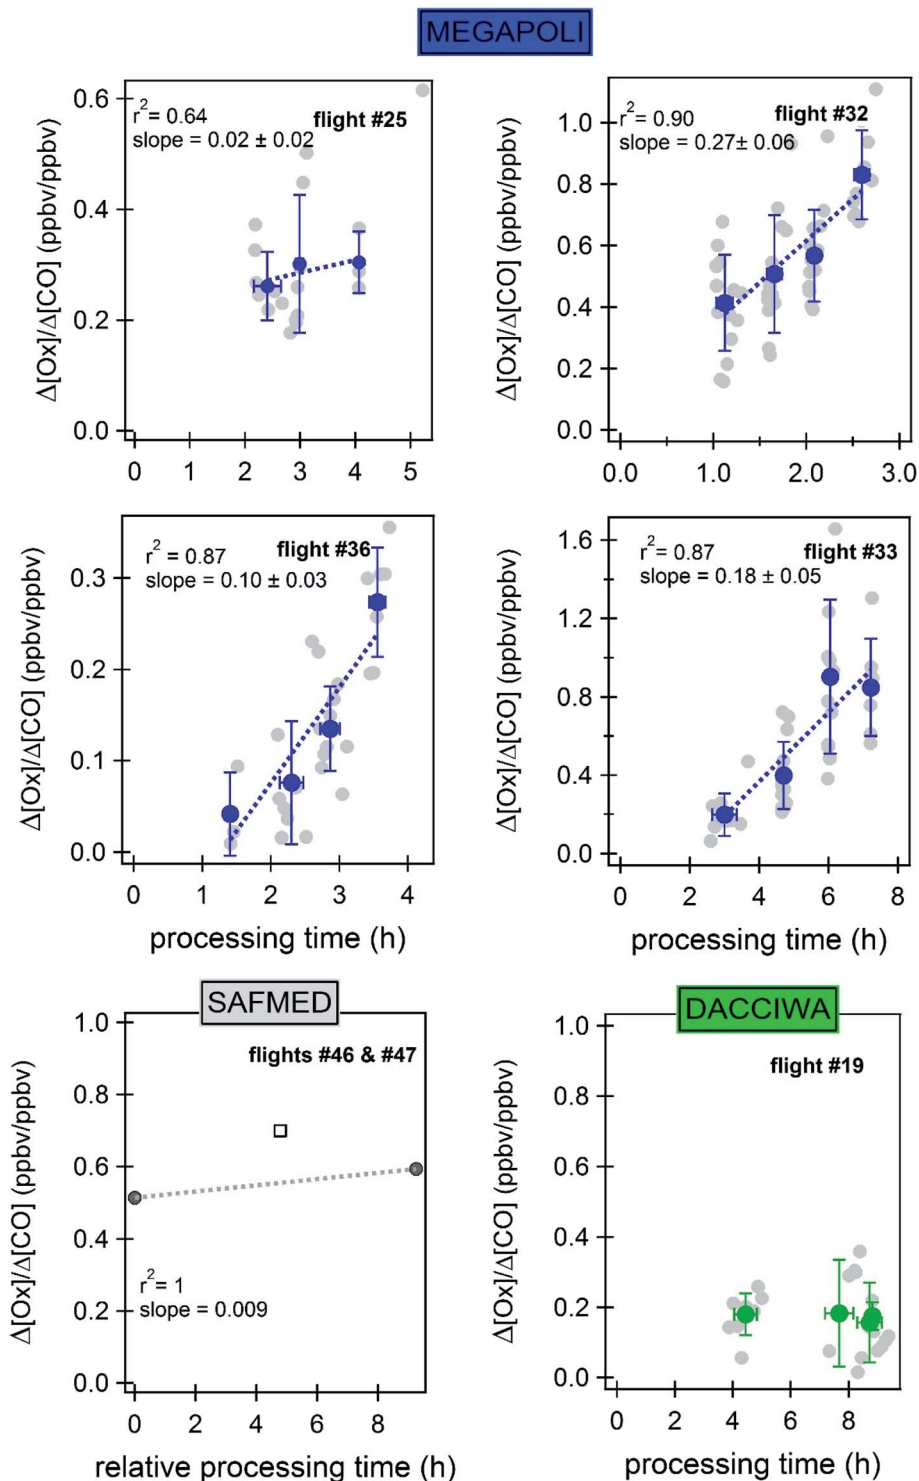 MEGAPOLI
Δ[Ox]/Δ[CO] (ppbv/ppbv)
r² = 0.64
slope = 0.02 ± 0.02
flight #25
0.6
0.4
0.2
0.0
0 1 2 3 4 5
Δ[Ox]/Δ[CO] (ppbv/ppbv)
r² = 0.90
slope = 0.27± 0.06
flight #32
1.0
0.8
0.6
0.4
0.2
0.0
0.0 1.0 2.0 3.0
Δ[Ox]/Δ[CO] (ppbv/ppbv)
r² = 0.87
slope = 0.10 ± 0.03
flight #36
0.3
0.2
0.1
0.0
0 1 2 3 4
processing time (h)
Δ[Ox]/Δ[CO] (ppbv/ppbv)
r² = 0.87
slope = 0.18 ± 0.05
flight #33
1.6
1.2
0.8
0.4
0.0
0 2 4 6 8
processing time (h)
SAFMED
Δ[Ox]/Δ[CO] (ppbv/ppbv)
flights #46 & #47
1.0
0.8
0.6
0.4
0.2
0.0
r²= 1
slope = 0.009
0 2 4 6 8
relative processing time (h)
DACCIWA
Δ[Ox]/Δ[CO] (ppbv/ppbv)
flight #19
1.0
0.8
0.6
0.4
0.2
0.0
0 2 4 6 8
processing time (h)